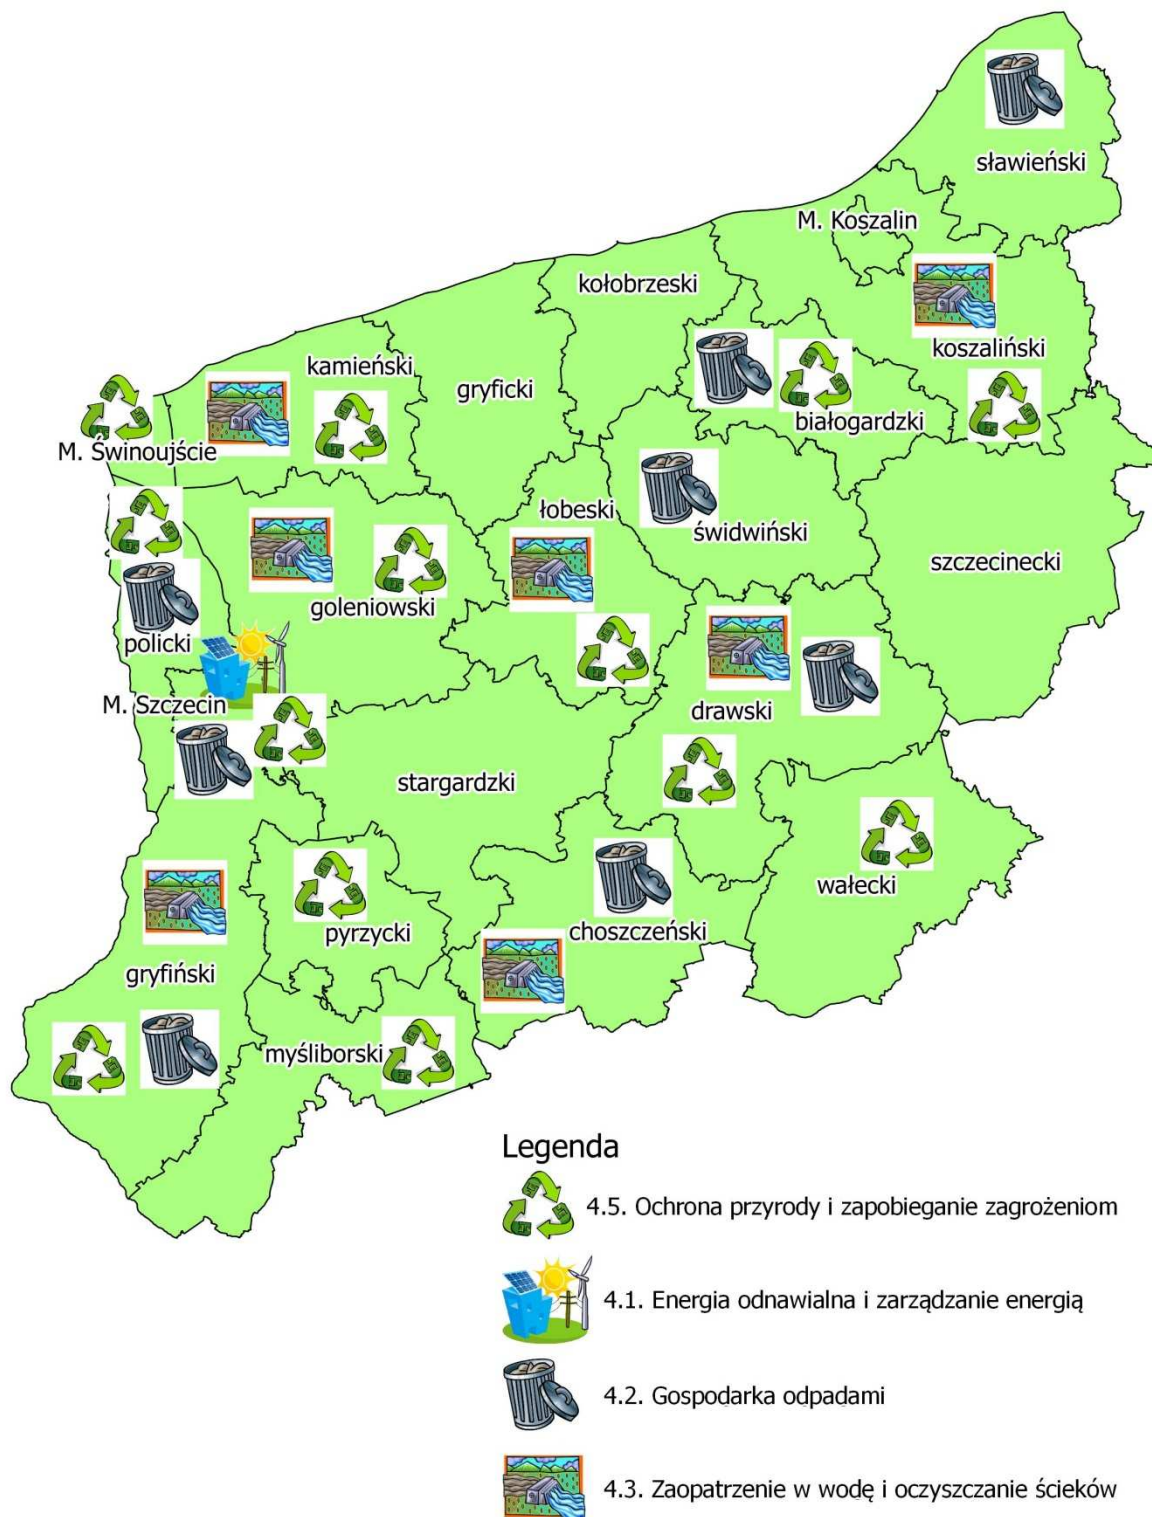 sławieński
M. Koszalin
kołobrzeski
koszaliński
kamieński
gryficki
białogardzki
M. Świnoujście
łobeski
świdwiński
szczecinecki
goleniowski
policki
M. Szczecin
drawski
stargardzki
wałecki
choszczeński
pyrzycki
gryfiński
myśliborski
Legenda
4.5. Ochrona przyrody i zapobieganie zagrożeniom
4.1. Energia odnawialna i zarządzanie energią
4.2. Gospodarka odpadami
4.3. Zaopatrzenie w wodę i oczyszczanie ścieków